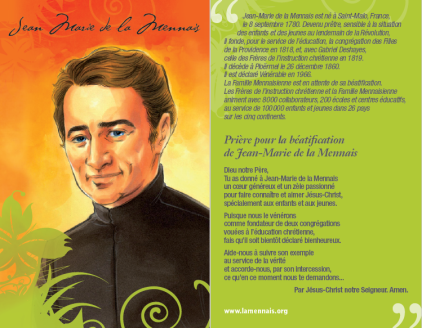 Jean-Marie de la Mennais
Jean-Marie de la Mennais est né à Saint-Malo, France,
le 8 septembre 1780. Devenu prêtre, sensible à la situation
des enfants et des jeunes au lendemain de la Révolution,
il fonde, pour le service de l'éducation, la congrégation des Filles
de la Providence en 1818, et, avec Gabriel Deshayes,
celle des Frères de l'instruction chrétienne en 1819.
Il décède à Ploërmel le 26 décembre 1860.
Il est déclaré Vénérable en 1966.
La Famille Mennaisienne est en attente de sa béatification.
Les Frères de l'instruction chrétienne et la Famille Mennaisienne
animent avec 8500 collaborateurs, 200 écoles et centres éducatifs,
au service de 100000 enfants et jeunes dans 26 pays
sur les cinq continents.
Prière pour la béatification
de Jean-Marie de la Mennais
Dieu notre Père,
Tu as donné à Jean-Marie de la Mennais
un cœur généreux et un zèle passionné
pour faire connaître et aimer Jésus-Christ,
spécialement aux enfants et aux jeunes.
Puisque nous le vénérons
comme fondateur de deux congrégations
vouées à l'éducation chrétienne,
fais qu'il soit bientôt déclaré bienheureux.
Aide-nous à suivre son exemple
au service de la vérité
et accorde-nous, par son intercession,
ce qu'en ce moment nous te demandons...
Par Jésus-Christ notre Seigneur. Amen.
www.lamennais.org